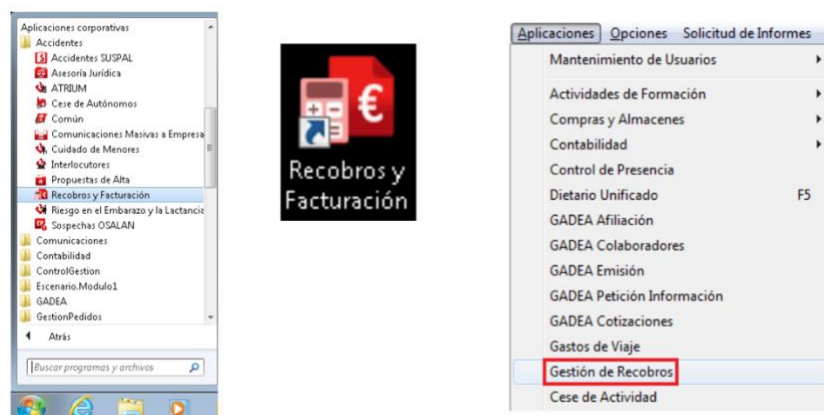 Aplicaciones corporativas
Accidentes
Accidentes SUSPAL
Asesoría Jurídica
ATRIUM
Cese de Autónomos
Común
Comunicaciones Masivas a Empresa
Cuidado de Menores
Interlocutores
Propuestas de Alta
Recobros y Facturación
Riesgo en el Embarazo y la Lactancia
Sospechas OSALAN
Comunicaciones
Contabilidad
ControlGestion
Escenario.Modulo1
GADEA
GestionPedidos
Atrás
Buscar programas y archivos
Recobros y
Facturación
Aplicaciones Opciones Solicitud de Informes
Mantenimiento de Usuarios
Actividades de Formación
Compras y Almacenes
Contabilidad
Control de Presencia
Dietario Unificado F5
GADEA Afiliación
GADEA Colaboradores
GADEA Emisión
GADEA Petición Información
GADEA Cotizaciones
Gastos de Viaje
Gestión de Recobros
Cese de Actividad